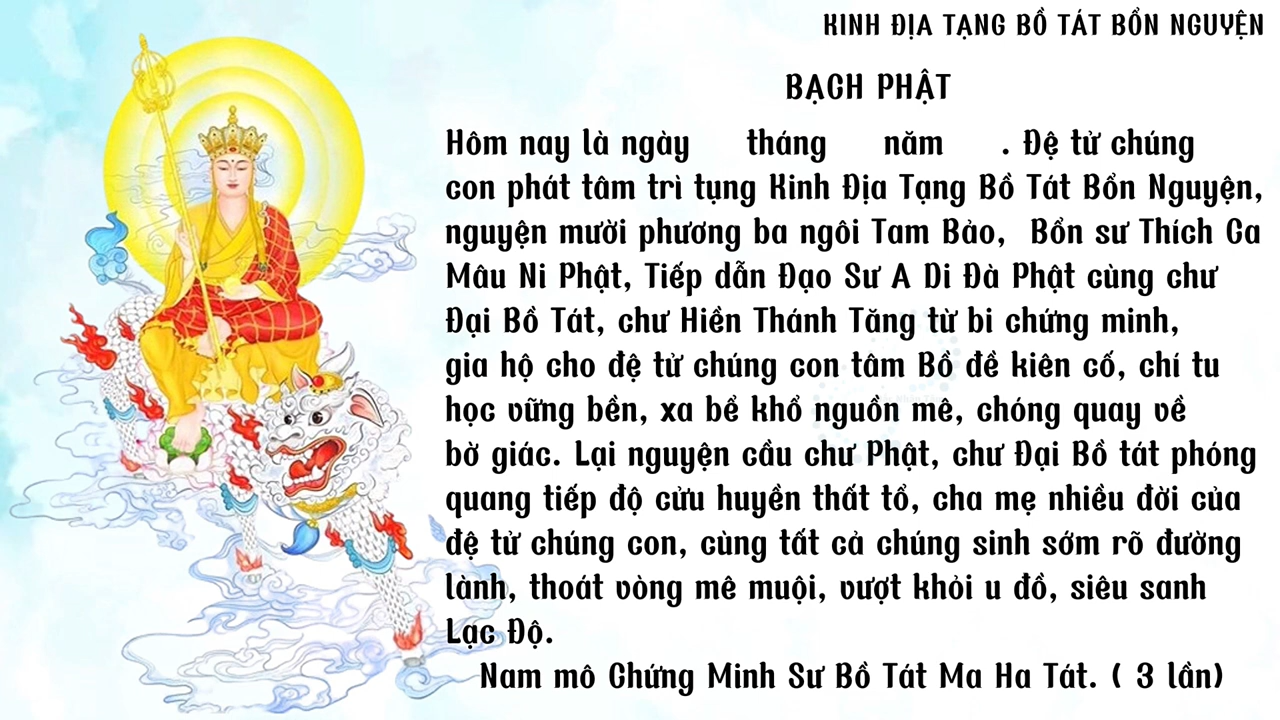 KINH ĐỊA TẠNG BỒ TÁT BỔN NGUYỆN
BẠCH PHẬT
Hôm nay là ngày tháng năm . Đệ tử chúng
con phát tâm trì tụng Kinh Địa Tạng Bồ Tát Bổn Nguyện,
nguyện mười phương ba ngôi Tam Bảo, Bổn sư Thích Ca
Mâu Ni Phật, Tiếp dẫn Đạo Sư A Di Đà Phật cùng chư
Đại Bồ Tát, chư Hiền Thánh Tăng từ bi chứng minh,
gia hộ cho đệ tử chúng con tâm Bồ đề kiên cố, chí tu
học vững bền, xa bể khổ nguồn mê, chóng quay về
bờ giác. Lại nguyện cầu chư Phật, chư Đại Bồ tát phóng
quang tiếp độ cửu huyền thất tổ, cha mẹ nhiều đời của
đệ tử chúng con, cùng tất cả chúng sinh sớm rõ đường
lành, thoát vòng mê muội, vượt khỏi u đồ, siêu sanh
Lạc Độ.
Nam mô Chứng Minh Sư Bồ Tát Ma Ha Tát. ( 3 lần)